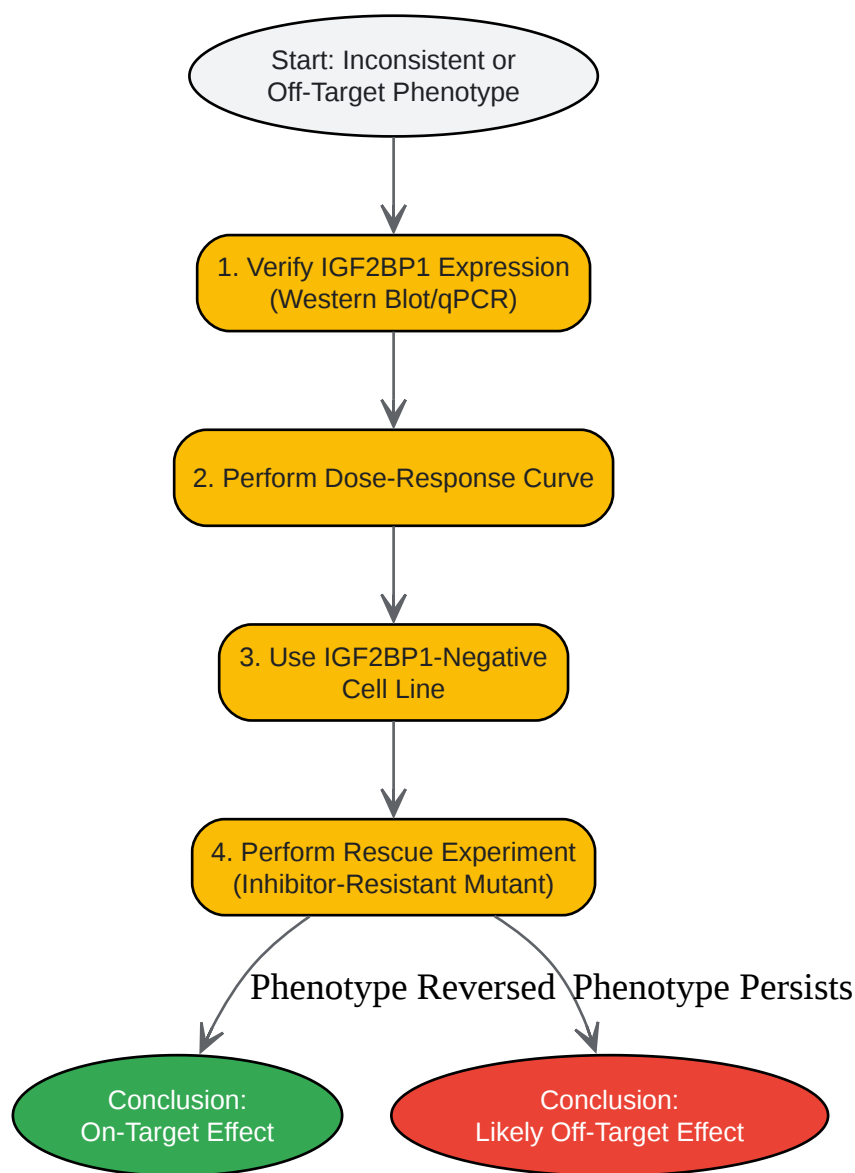 Start: Inconsistent or
Off-Target Phenotype
1. Verify IGF2BP1 Expression
(Western Blot/qPCR)
2. Perform Dose-Response Curve
3. Use IGF2BP1-Negative
Cell Line
4. Perform Rescue Experiment
(Inhibitor-Resistant Mutant)
Phenotype Reversed
Phenotype Persists
Conclusion:
On-Target Effect
Conclusion:
Likely Off-Target Effect